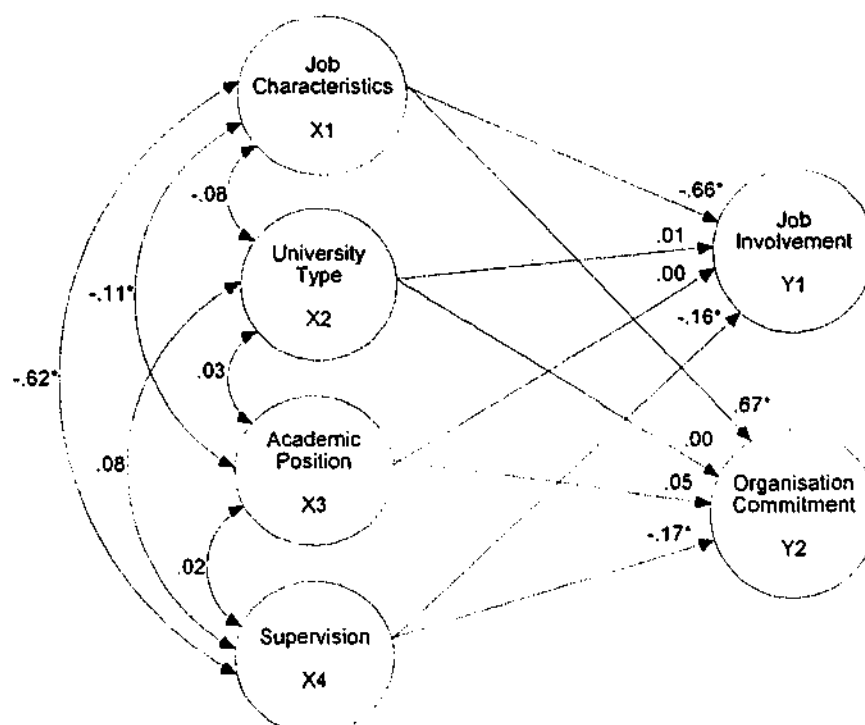 Job
Characteristics
X1
-.08
-.66*
Job
Involvement
Y1
.01
.00
University
Type
X2
-.11*
-.16*
-.62*
.03
.67*
.00
Academic
Position
X3
.08
.05
Organisation
Commitment
Y2
-.17*
.02
Supervision
X4